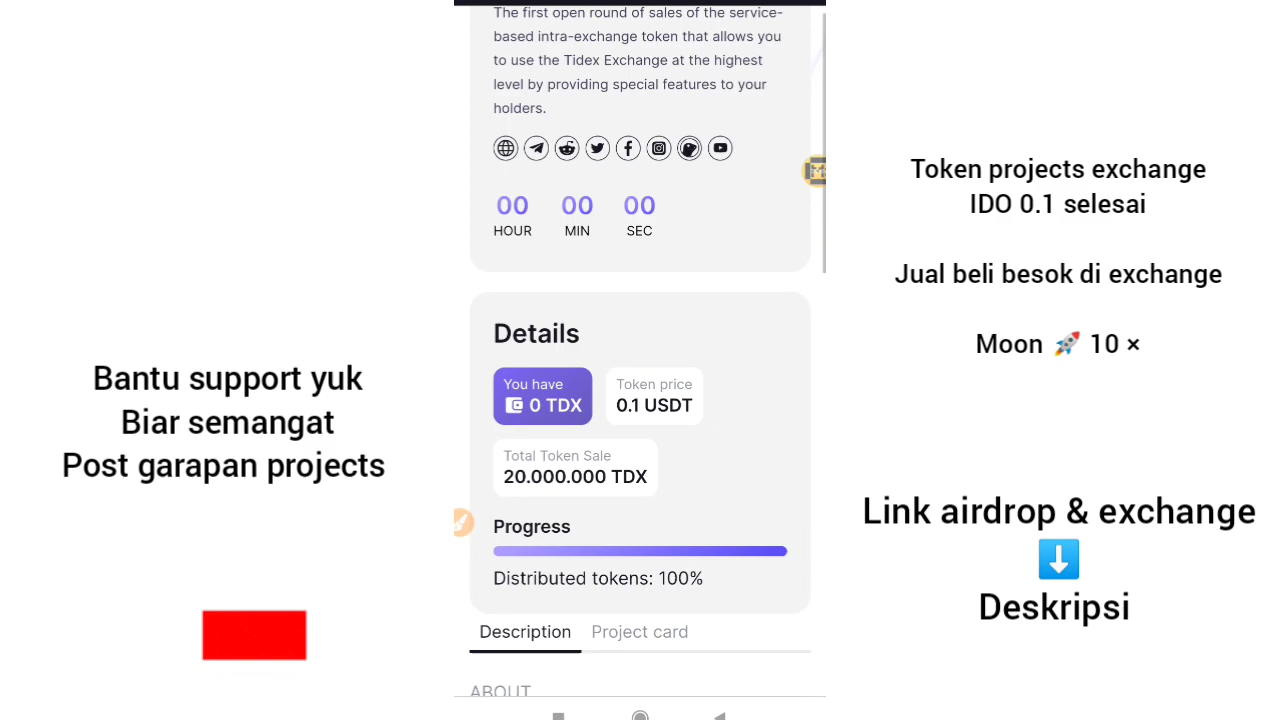 The first open round of sales of the service-
based intra-exchange token that allows you
to use the Tidex Exchange at the highest
level by providing special features to your
holders.
00 00 00
HOUR MIN SEC
Details
You have
0 TDX
Token price
0.1 USDT
Total Token Sale
20.000.000 TDX
Progress
Distributed tokens: 100%
Description Project card
ABOUT
Bantu support yuk
Biar semangat
Post garapan projects
Token projects exchange
IDO 0.1 selesai
Jual beli besok di exchange
Moon 🚀 10 ×
Link airdrop & exchange
⬇️
Deskripsi